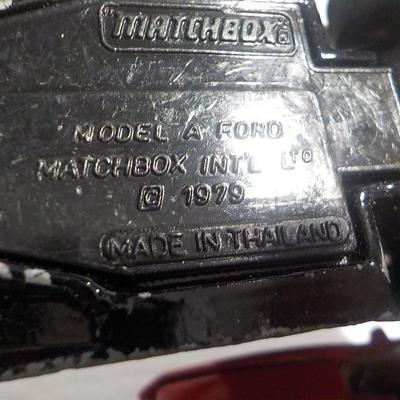 "MATCHBOX"®
MODEL A FORD
MATCHBOX INT'L LTD
© 1979
MADE IN THAILAND